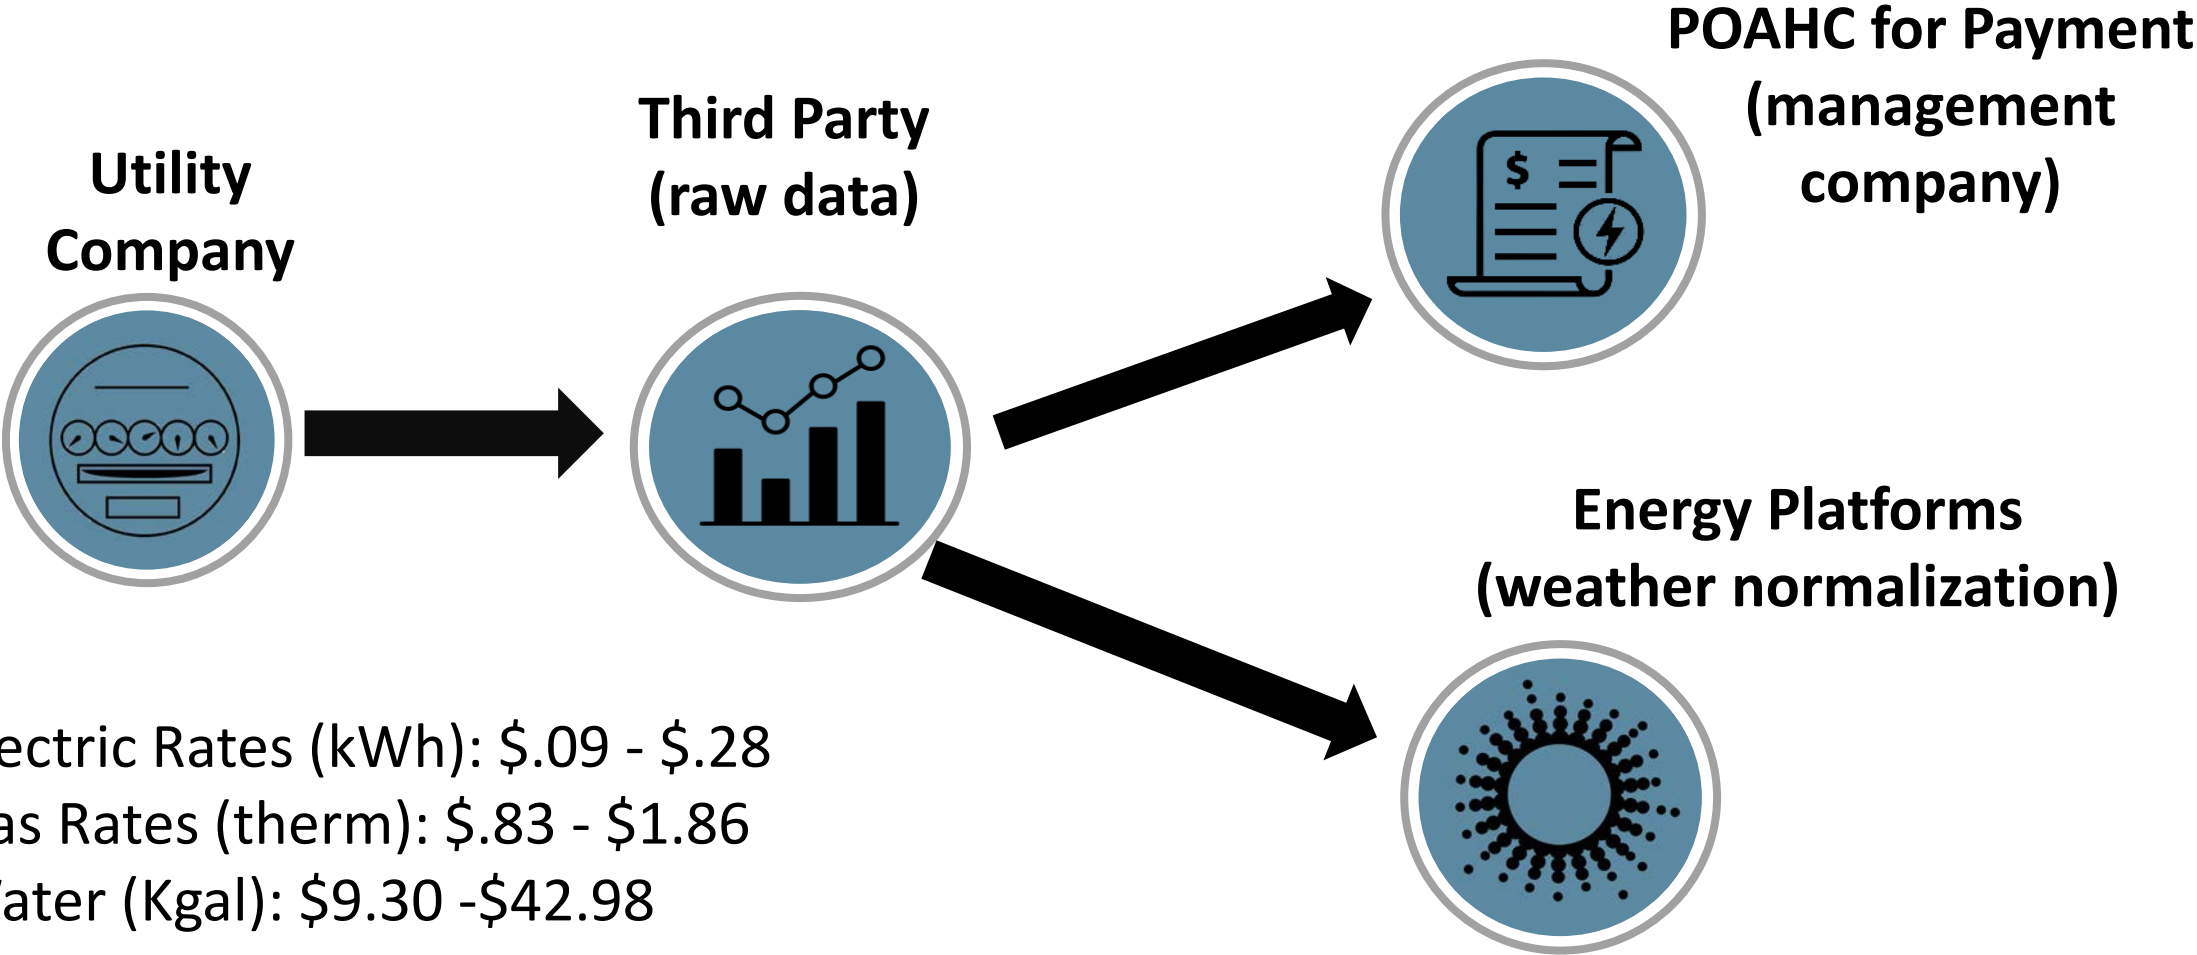 Utility
Company
Third Party
(raw data)
POAHC for Payment
(management
company)
$
Energy Platforms
(weather normalization)
lectric Rates (kWh): $.09 - $.28
as Rates (therm): $.83 - $1.86
ater (Kgal): $9.30 -$42.98